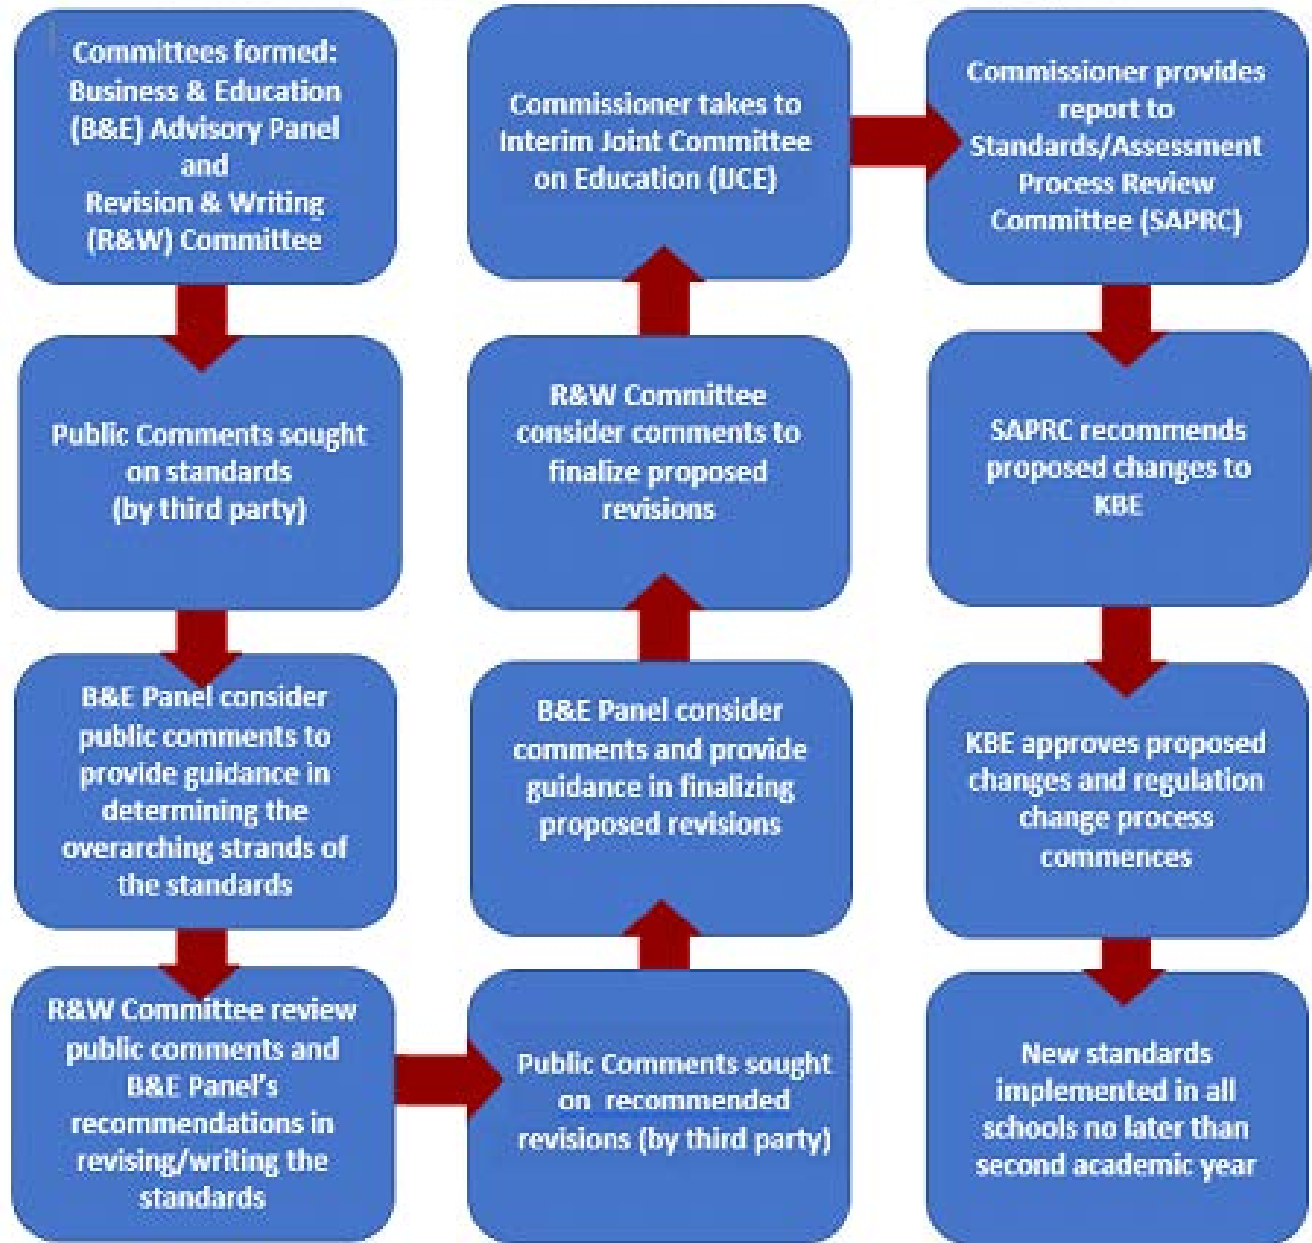 Committees formed:
Business & Education
(B&E) Advisory Panel
and
Revision & Writing
(R&W) Committee
Public Comments sought
on standards
(by third party)
B&E Panel consider
public comments to
provide guidance in
determining the
overarching strands of
the standards
R&W Committee review
public comments and
B&E Panel's
recommendations in
revising/writing the
standards
Public Comments sought
on recommended
revisions (by third party)
B&E Panel consider
comments and provide
guidance in finalizing
proposed revisions
R&W Committee
consider comments to
finalize proposed
revisions
Commissioner takes to
Interim Joint Committee
on Education (IJCE)
Commissioner provides
report to
Standards/Assessment
Process Review
Committee (SAPRC)
SAPRC recommends
proposed changes to
KBE
KBE approves proposed
changes and regulation
change process
commences
New standards
implemented in all
schools no later than
second academic year